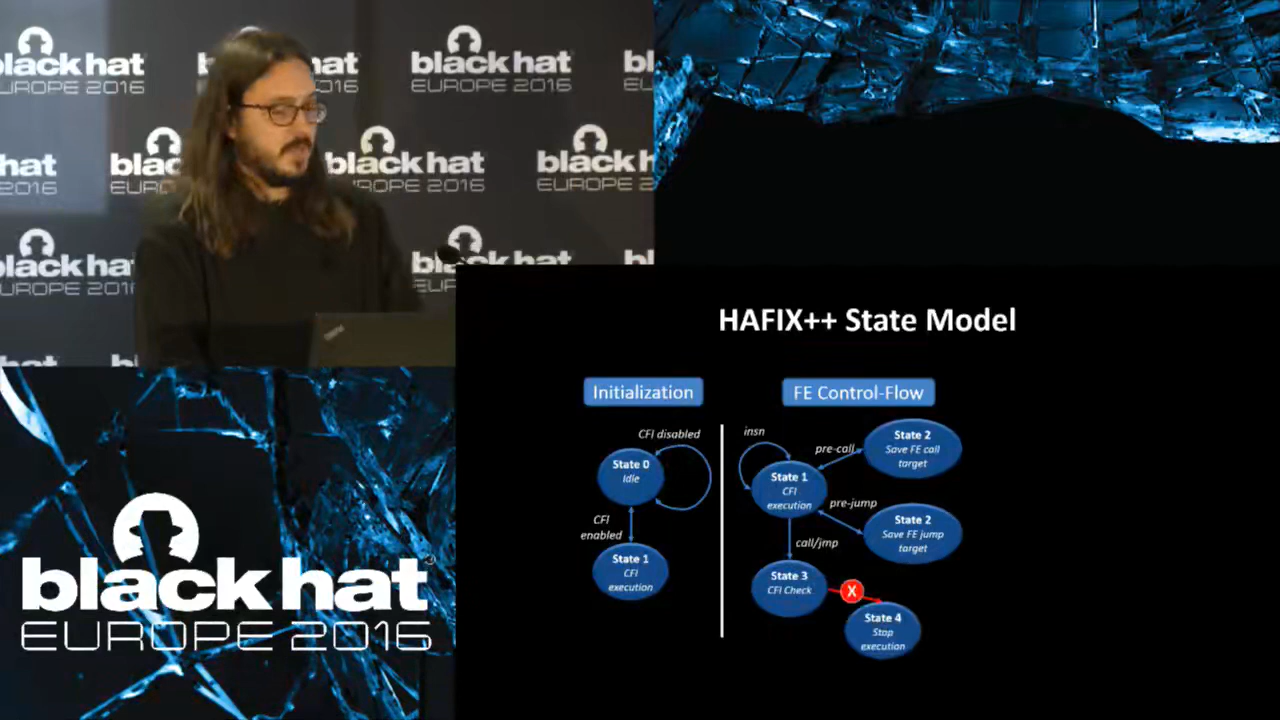 black hat
EUROPE 2016
black hat
EUROPE 2016
black hat
EUROPE 2016
HAFIX++ State Model
Initialization
FE Control-Flow
CFI disabled
State 0
Idle
CFI
enabled
State 1
CFI
execution
insn
pre-call
State 2
Save FE call
target
State 1
CFI
execution
pre-jump
State 2
Save FE jump
target
call/jmp
State 3
CFI Check
X
State 4
Stop
execution
black hat
EUROPE 2016